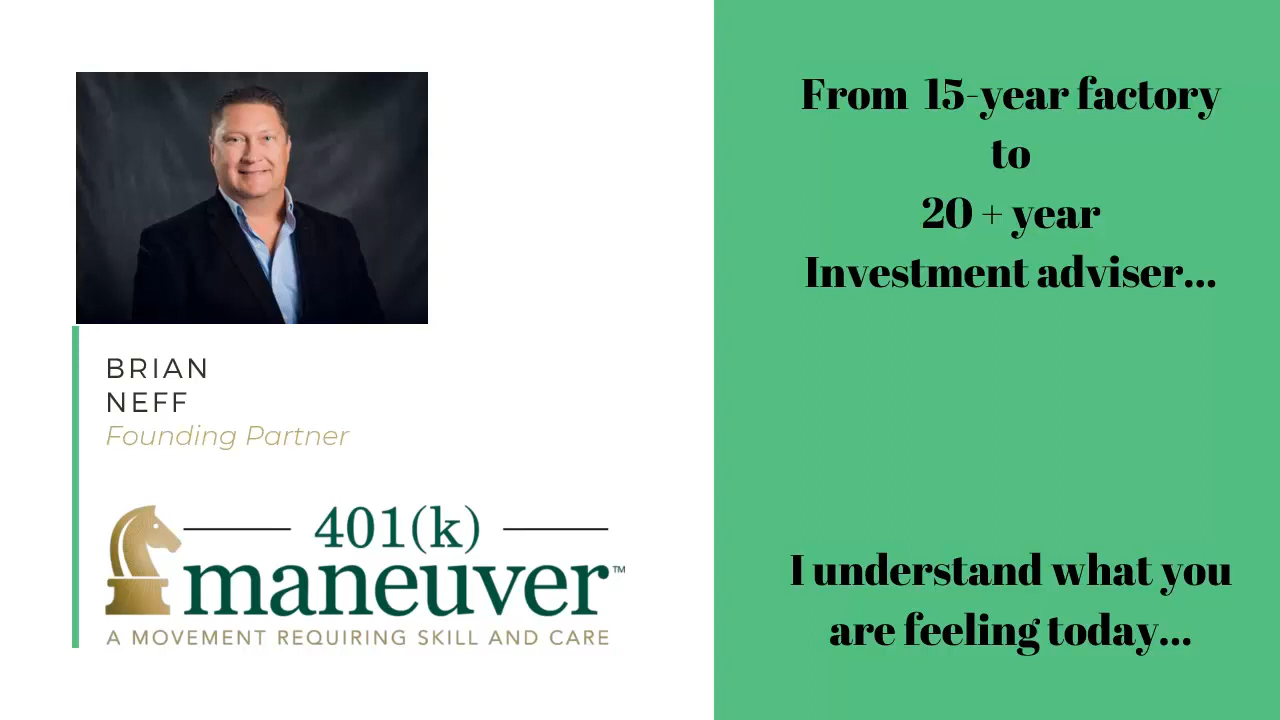 BRIAN
NEFF
Founding Partner
401(k)
maneuver™
A MOVEMENT REQUIRING SKILL AND CARE
From 15-year factory
to
20 + year
Investment adviser...
I understand what you
are feeling today...